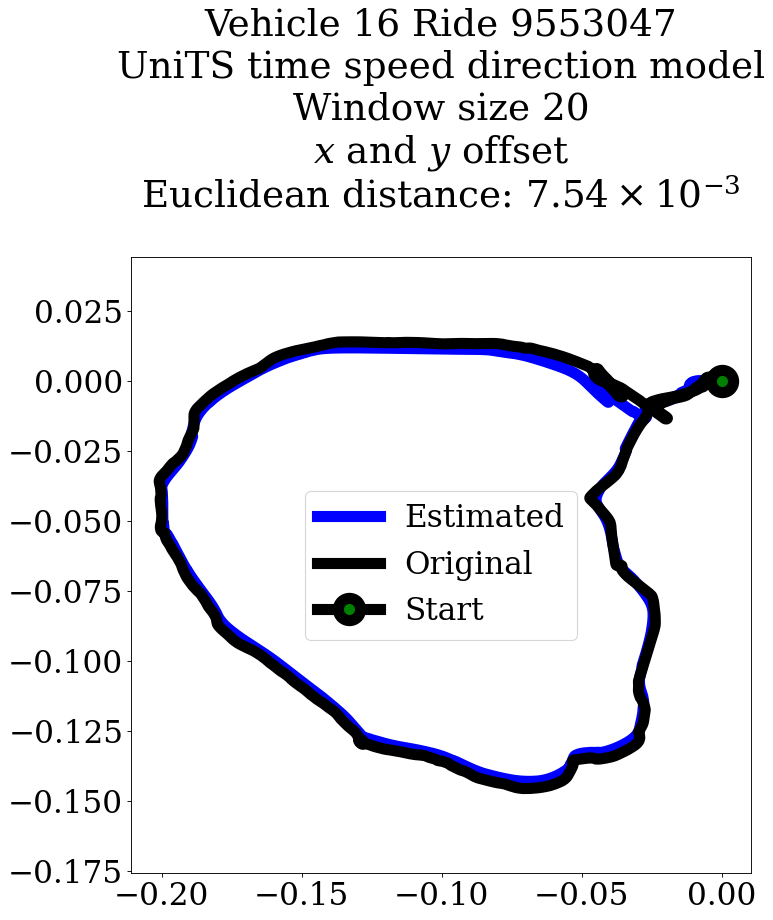 Vehicle 16 Ride 9553047
UniTS time speed direction model
Window size 20
x and y offset
Euclidean distance: 7.54 × 10⁻³
0.025
0.000
−0.025
−0.050
−0.075
−0.100
−0.125
−0.150
−0.175
Estimated
Original
Start
−0.20 −0.15 −0.10 −0.05 0.00